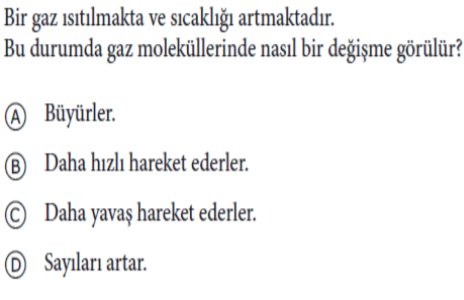 Bir gaz ısıtılmakta ve sıcaklığı artmaktadır.
Bu durumda gaz moleküllerinde nasıl bir değişme görülür?
A Büyürler.
B Daha hızlı hareket ederler.
C Daha yavaş hareket ederler.
D Sayıları artar.